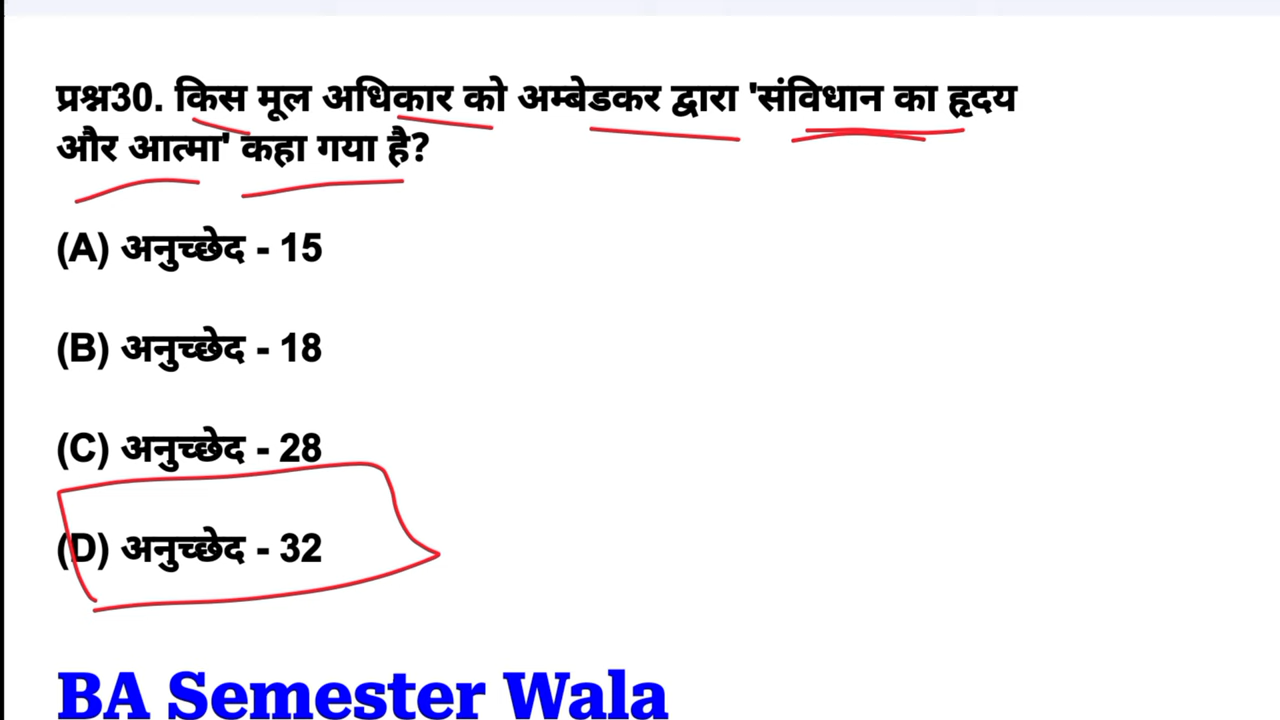 प्रश्न30. किस मूल अधिकार को अम्बेडकर द्वारा 'संविधान का हृदय
और आत्मा' कहा गया है?
(A) अनुच्छेद - 15
(B) अनुच्छेद - 18
(C) अनुच्छेद - 28
(D) अनुच्छेद - 32
BA Semester Wala